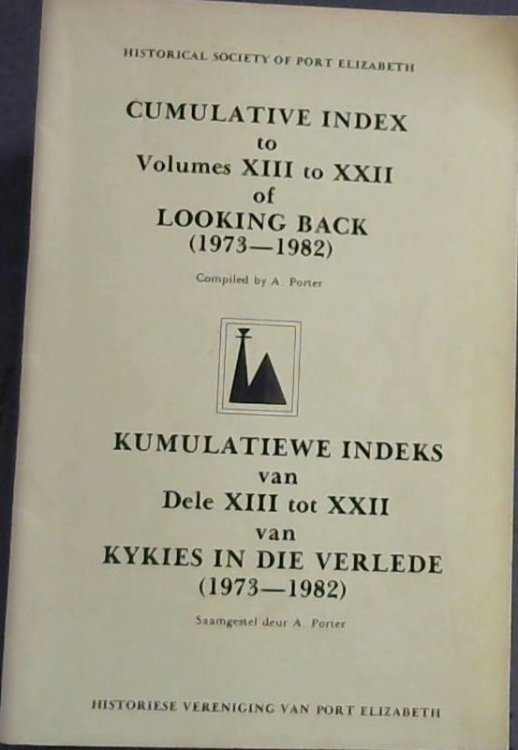 HISTORICAL SOCIETY OF PORT ELIZABETH
CUMULATIVE INDEX
to
Volumes XIII to XXII
of
LOOKING BACK
(1973—1982)
Compiled by A. Porter
KUMULATIEWE INDEKS
van
Dele XIII tot XXII
van
KYKIES IN DIE VERLEDE
(1973—1982)
Saamgestel deur A. Porter
HISTORIESE VERENIGING VAN PORT ELIZABETH